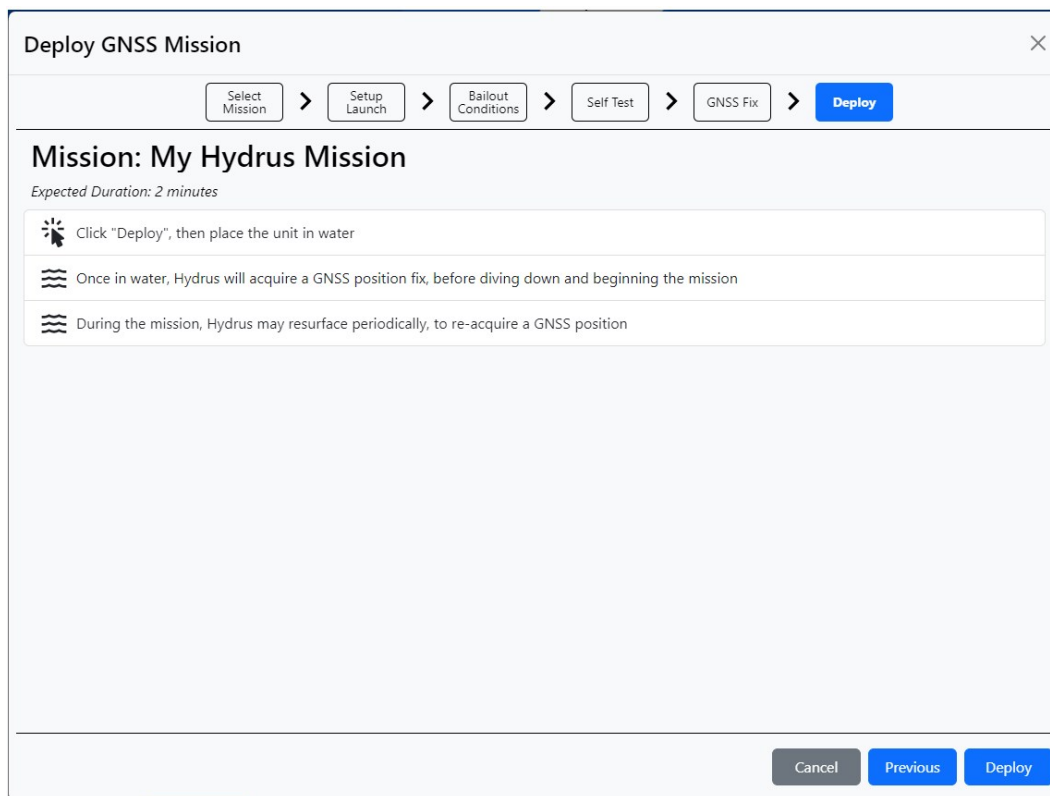 Deploy GNSS Mission
Select
Mission
Setup
Launch
Bailout
Conditions
Self Test
GNSS Fix
Deploy
Mission: My Hydrus Mission
Expected Duration: 2 minutes
Click "Deploy", then place the unit in water
Once in water, Hydrus will acquire a GNSS position fix, before diving down and beginning the mission
During the mission, Hydrus may resurface periodically, to re-acquire a GNSS position
Cancel
Previous
Deploy